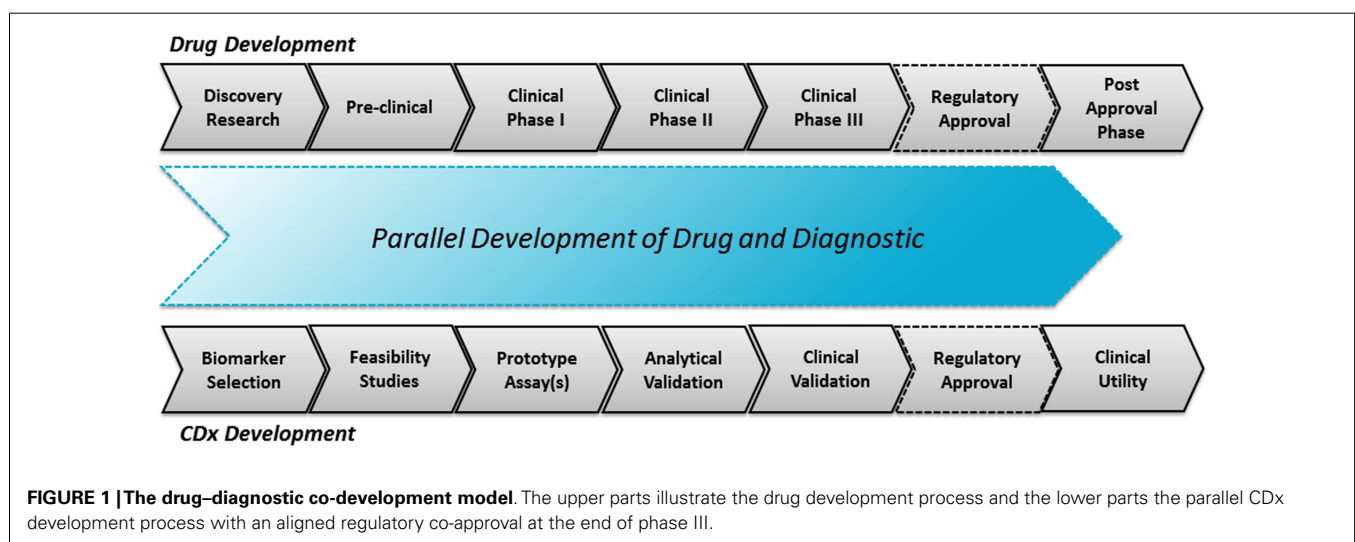 Drug Development
Discovery
Research
Pre-clinical
Clinical
Phase I
Clinical
Phase II
Clinical
Phase III
Regulatory
Approval
Post
Approval
Phase
Parallel Development of Drug and Diagnostic
Biomarker
Selection
Feasibility
Studies
Prototype
Assay(s)
Analytical
Validation
Clinical
Validation
Regulatory
Approval
Clinical
Utility
CDx Development
FIGURE 1 | The drug–diagnostic co-development model. The upper parts illustrate the drug development process and the lower parts the parallel CDx
development process with an aligned regulatory co-approval at the end of phase III.